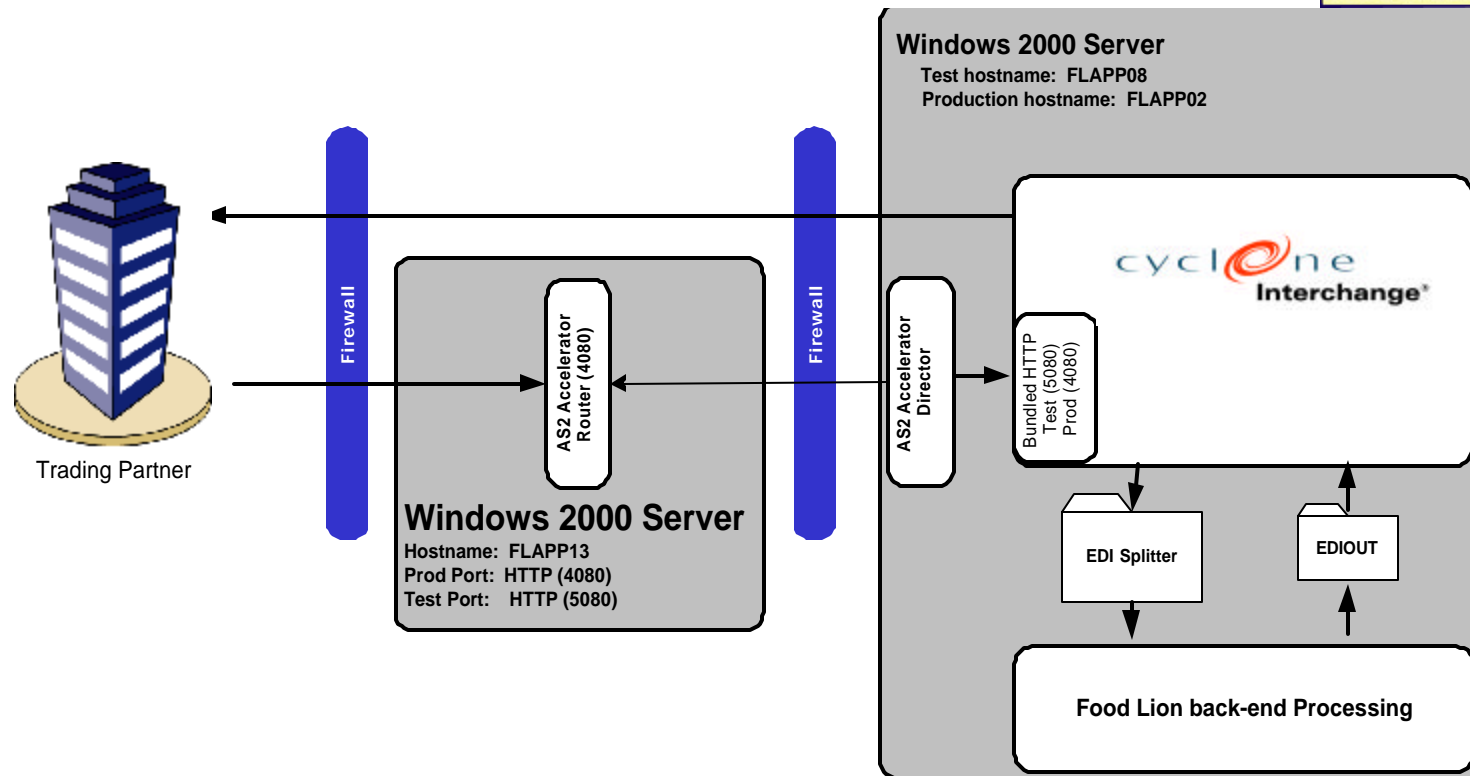 Windows 2000 Server
Test hostname: FLAPP08
Production hostname: FLAPP02
Firewall
Firewall
cyclone
Interchange®
AS2 Accelerator
Router (4080)
AS2 Accelerator
Director
Bundled HTTP
Test (5080)
Prod (4080)
Trading Partner
Windows 2000 Server
Hostname: FLAPP13
Prod Port: HTTP (4080)
Test Port: HTTP (5080)
EDI Splitter
EDIOUT
Food Lion back-end Processing